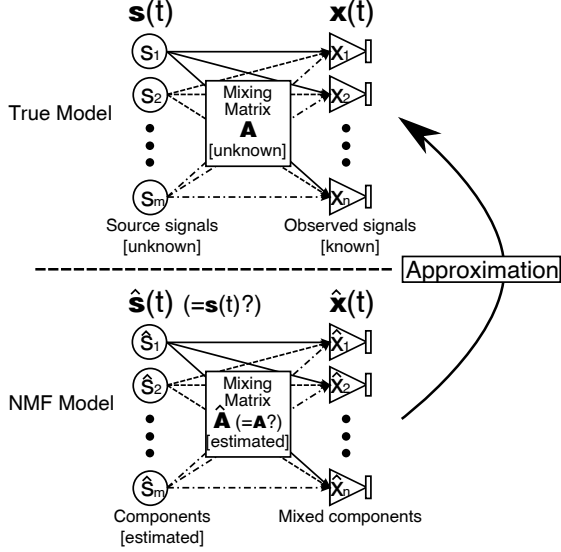 s(t) x(t)
S1 X1
S2 X2
True Model
Mixing
Matrix
A
[unknown]
Sm Xn
Source signals Observed signals
[unknown] [known]
Approximation
ŝ(t) (=s(t)?) x̂(t)
Ŝ1 X̂1
Ŝ2 X̂2
NMF Model
Mixing
Matrix
Â (=A?)
[estimated]
Ŝm X̂n
Components Mixed components
[estimated]